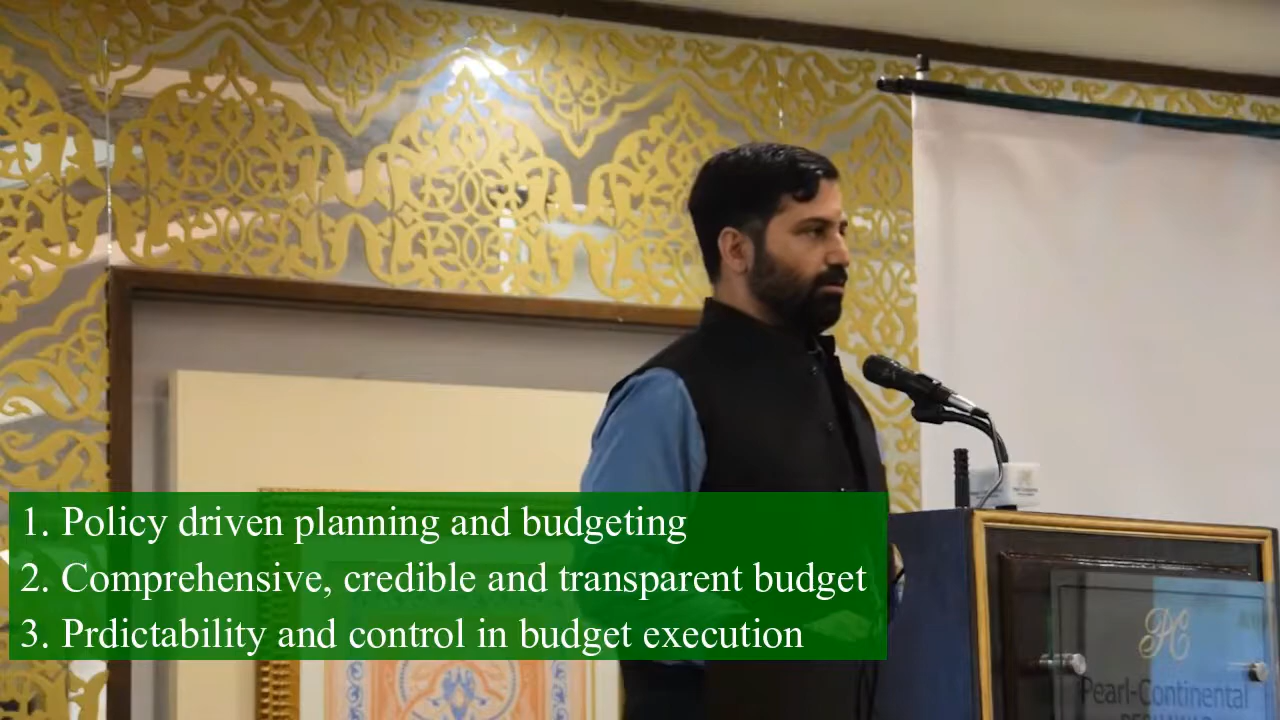 1. Policy driven planning and budgeting
2. Comprehensive, credible and transparent budget
3. Prdictability and control in budget execution
PC
Pearl-Continental